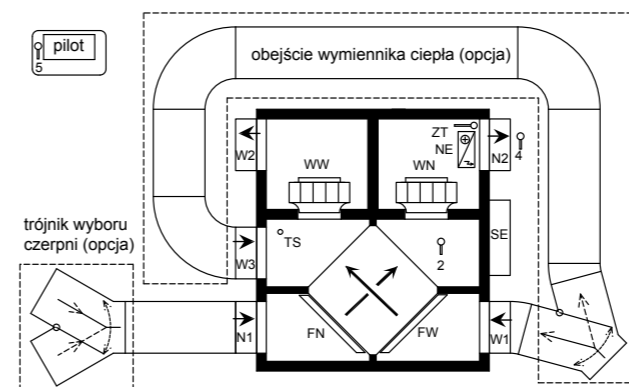 pilot
5
obejście wymiennika ciepła (opcja)
ZT
NE
W2
WW
WN
N2
4
trójnik wyboru
czerpni (opcja)
W3
TS
2
SE
N1
FN
FW
W1